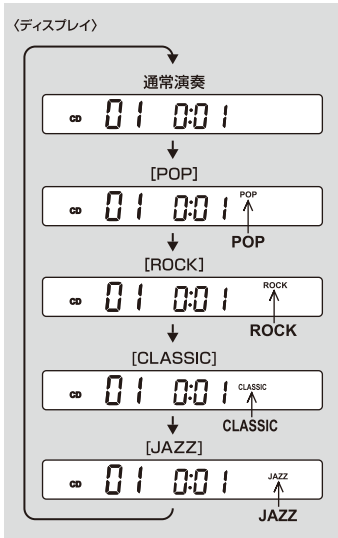 〈ディスプレイ〉
通常演奏
CD 01 0:01
[POP]
CD 01 0:01 POP
POP
[ROCK]
CD 01 0:01 ROCK
ROCK
[CLASSIC]
CD 01 0:01 CLASSIC
CLASSIC
[JAZZ]
CD 01 0:01 JAZZ
JAZZ